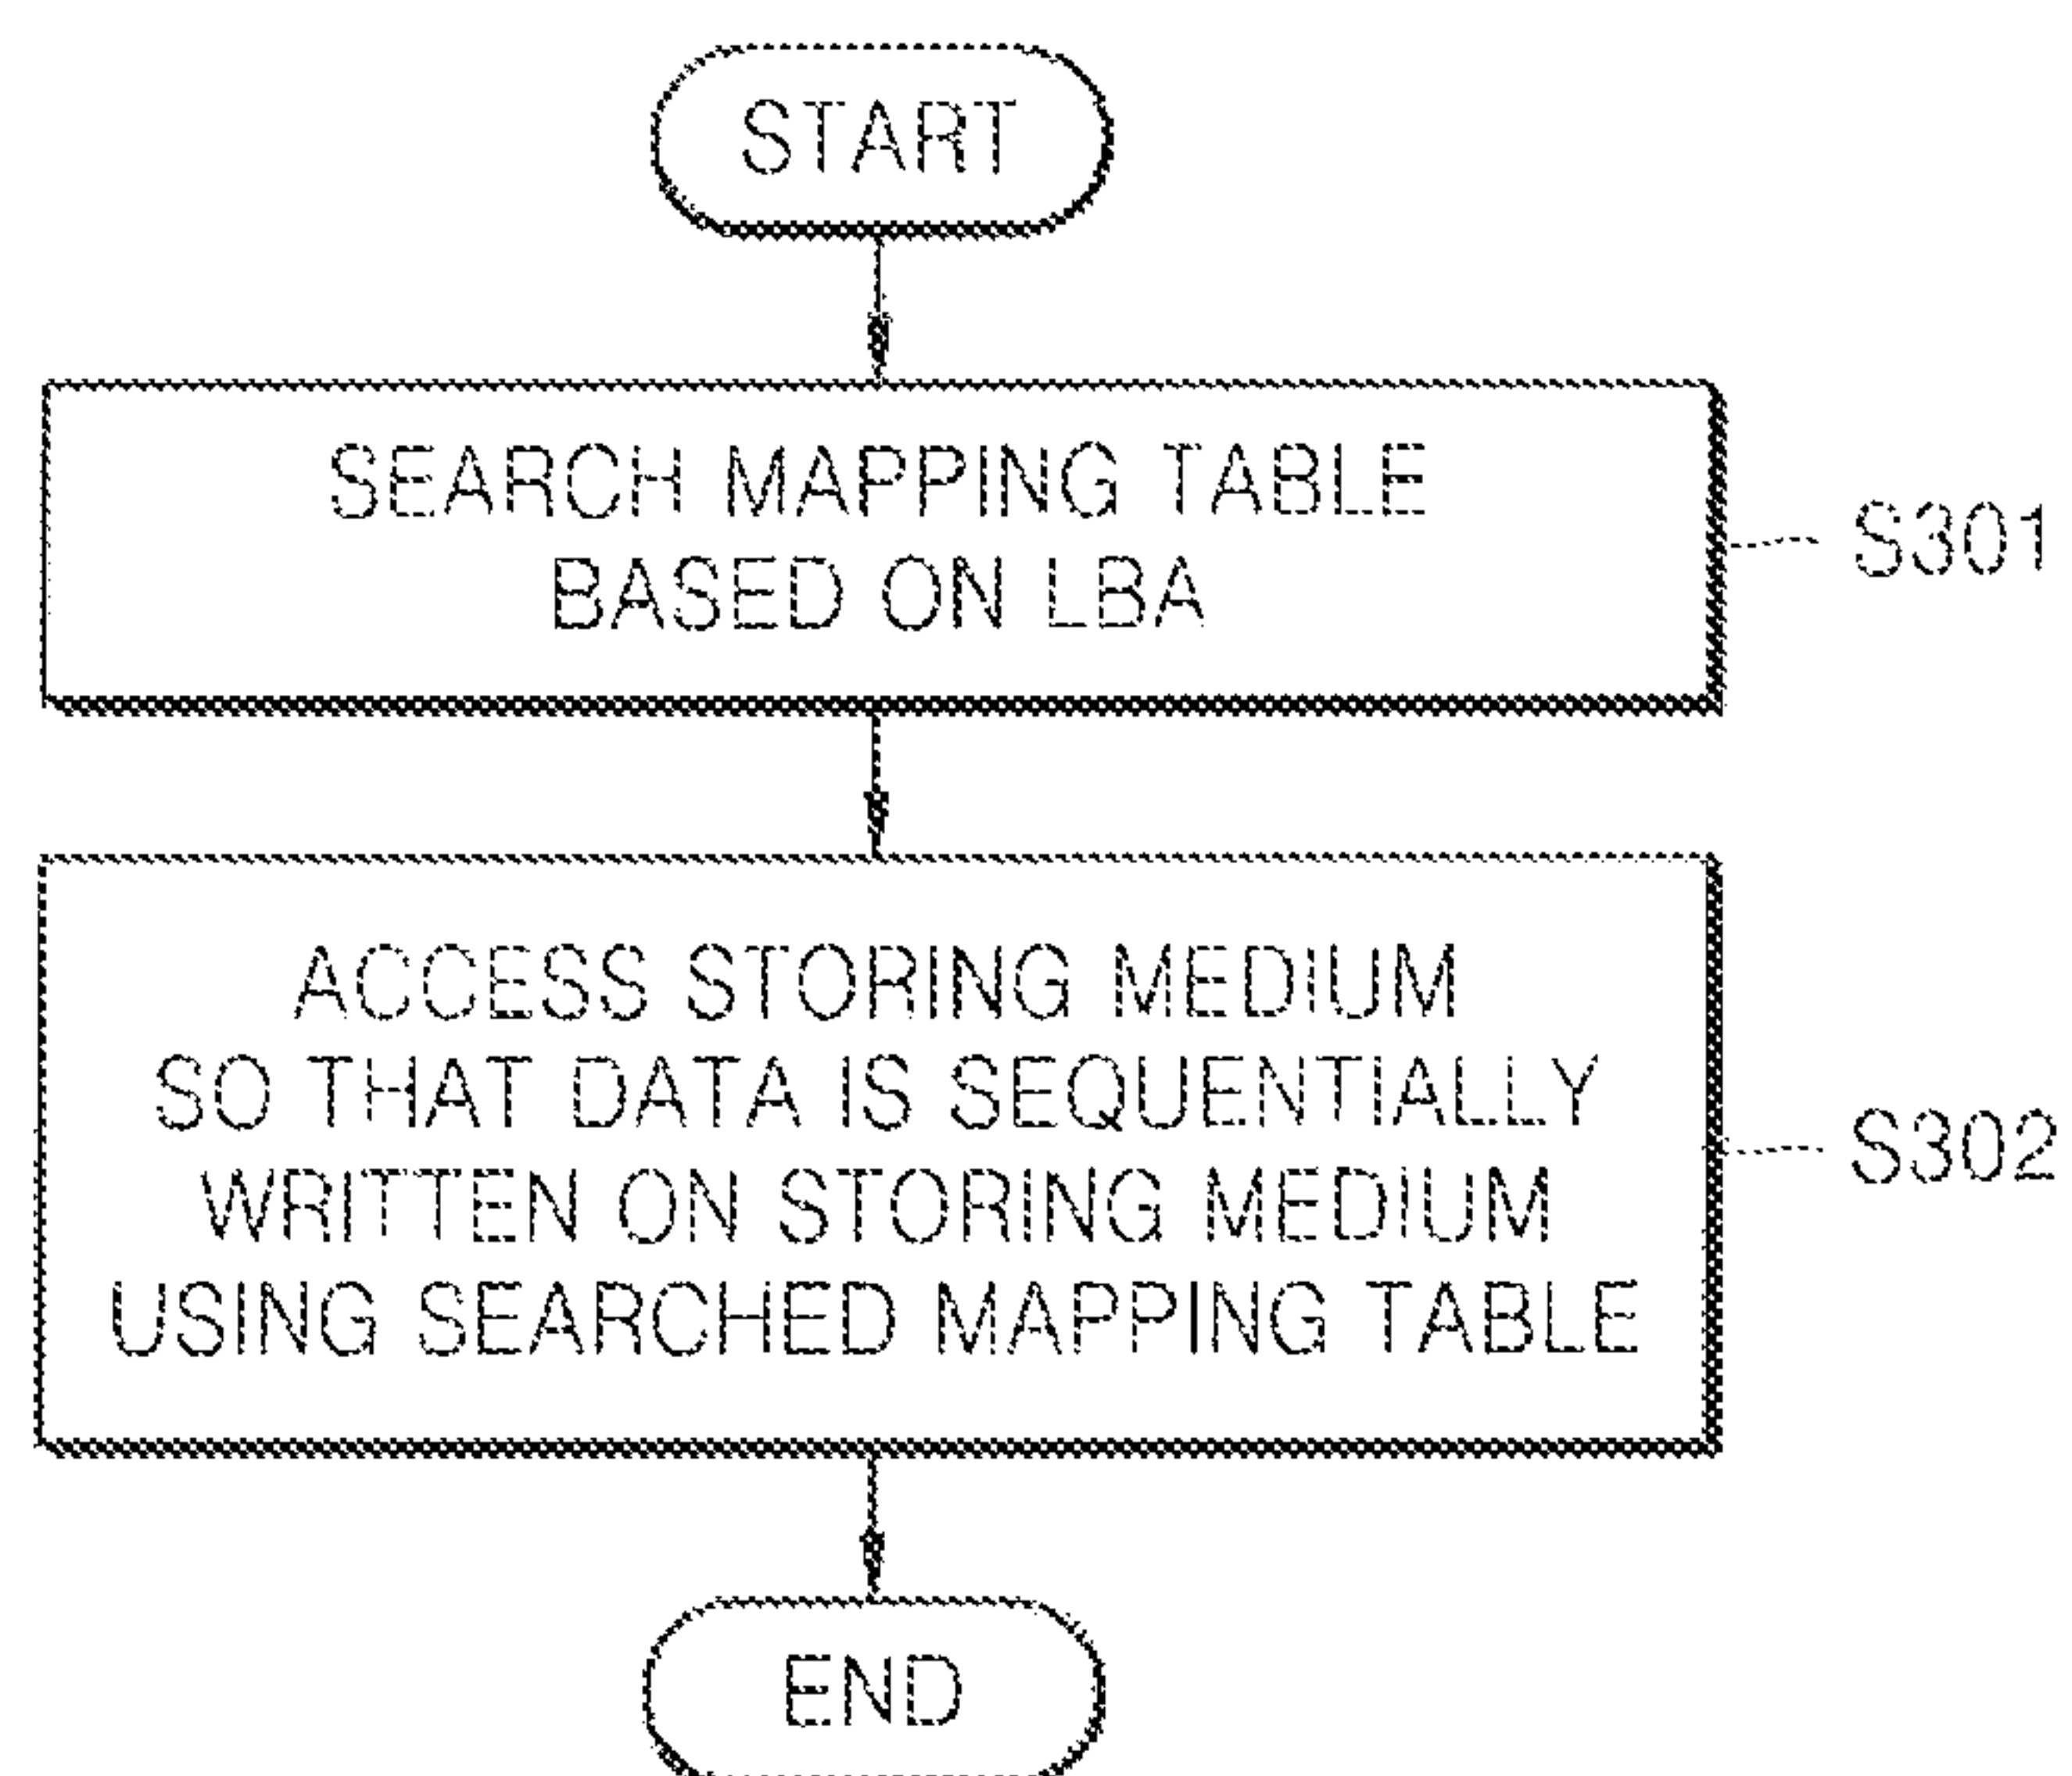 START
SEARCH MAPPING TABLE
BASED ON LBA
S301
ACCESS STORING MEDIUM
SO THAT DATA IS SEQUENTIALLY
WRITTEN ON STORING MEDIUM
USING SEARCHED MAPPING TABLE
S302
END